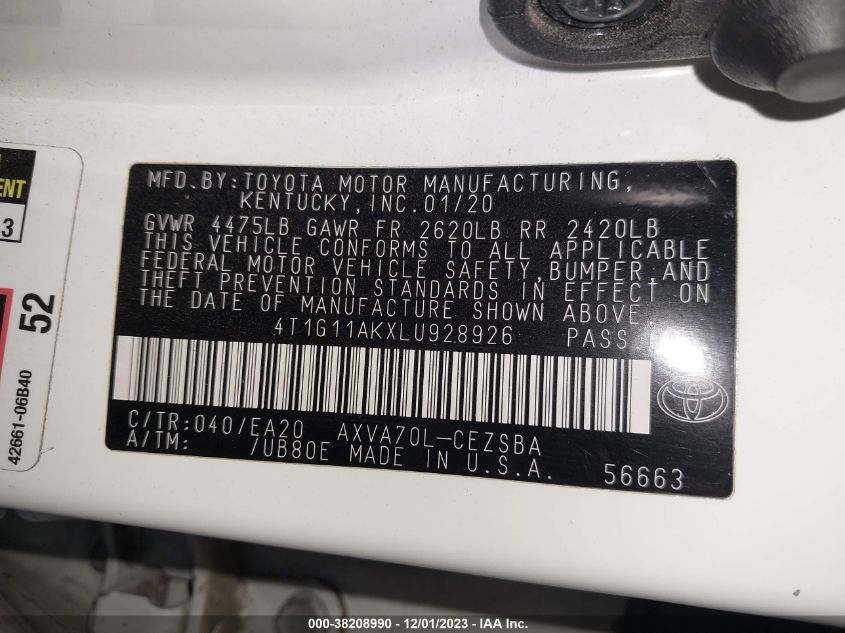 MFD. BY: TOYOTA MOTOR MANUFACTURING,
KENTUCKY, INC. 01/20
GVWR 4475LB GAWR FR 2620LB RR 2420LB
THIS VEHICLE CONFORMS TO ALL APPLICABLE
FEDERAL MOTOR VEHICLE SAFETY, BUMPER, AND
THEFT PREVENTION STANDARDS IN EFFECT ON
THE DATE OF MANUFACTURE SHOWN ABOVE.
4T1G11AKXLU928926 PASS
C/TR: 040/EA20 AXVA70L-CEZSBA
A/TM: /UB80E MADE IN U.S.A.
56663
3
52
42661-06B40
000-38208990 - 12/01/2023 - IAA Inc.